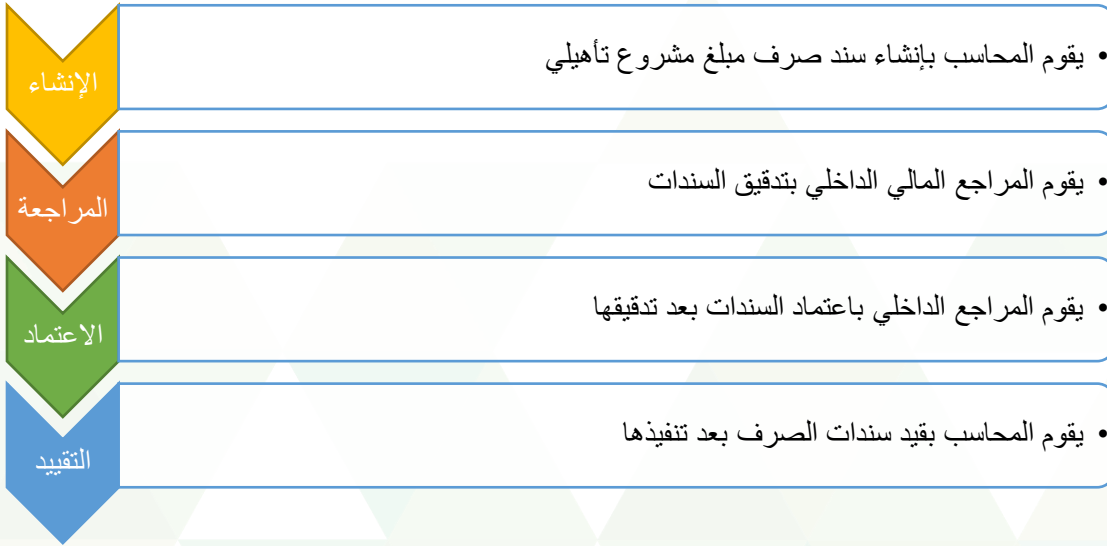 الإنشاء
• يقوم المحاسب بإنشاء سند صرف مبلغ مشروع تأهيلي
المراجعة
• يقوم المراجع المالي الداخلي بتدقيق السندات
الاعتماد
• يقوم المراجع الداخلي باعتماد السندات بعد تدقيقها
التقييد
• يقوم المحاسب بقيد سندات الصرف بعد تنفيذها